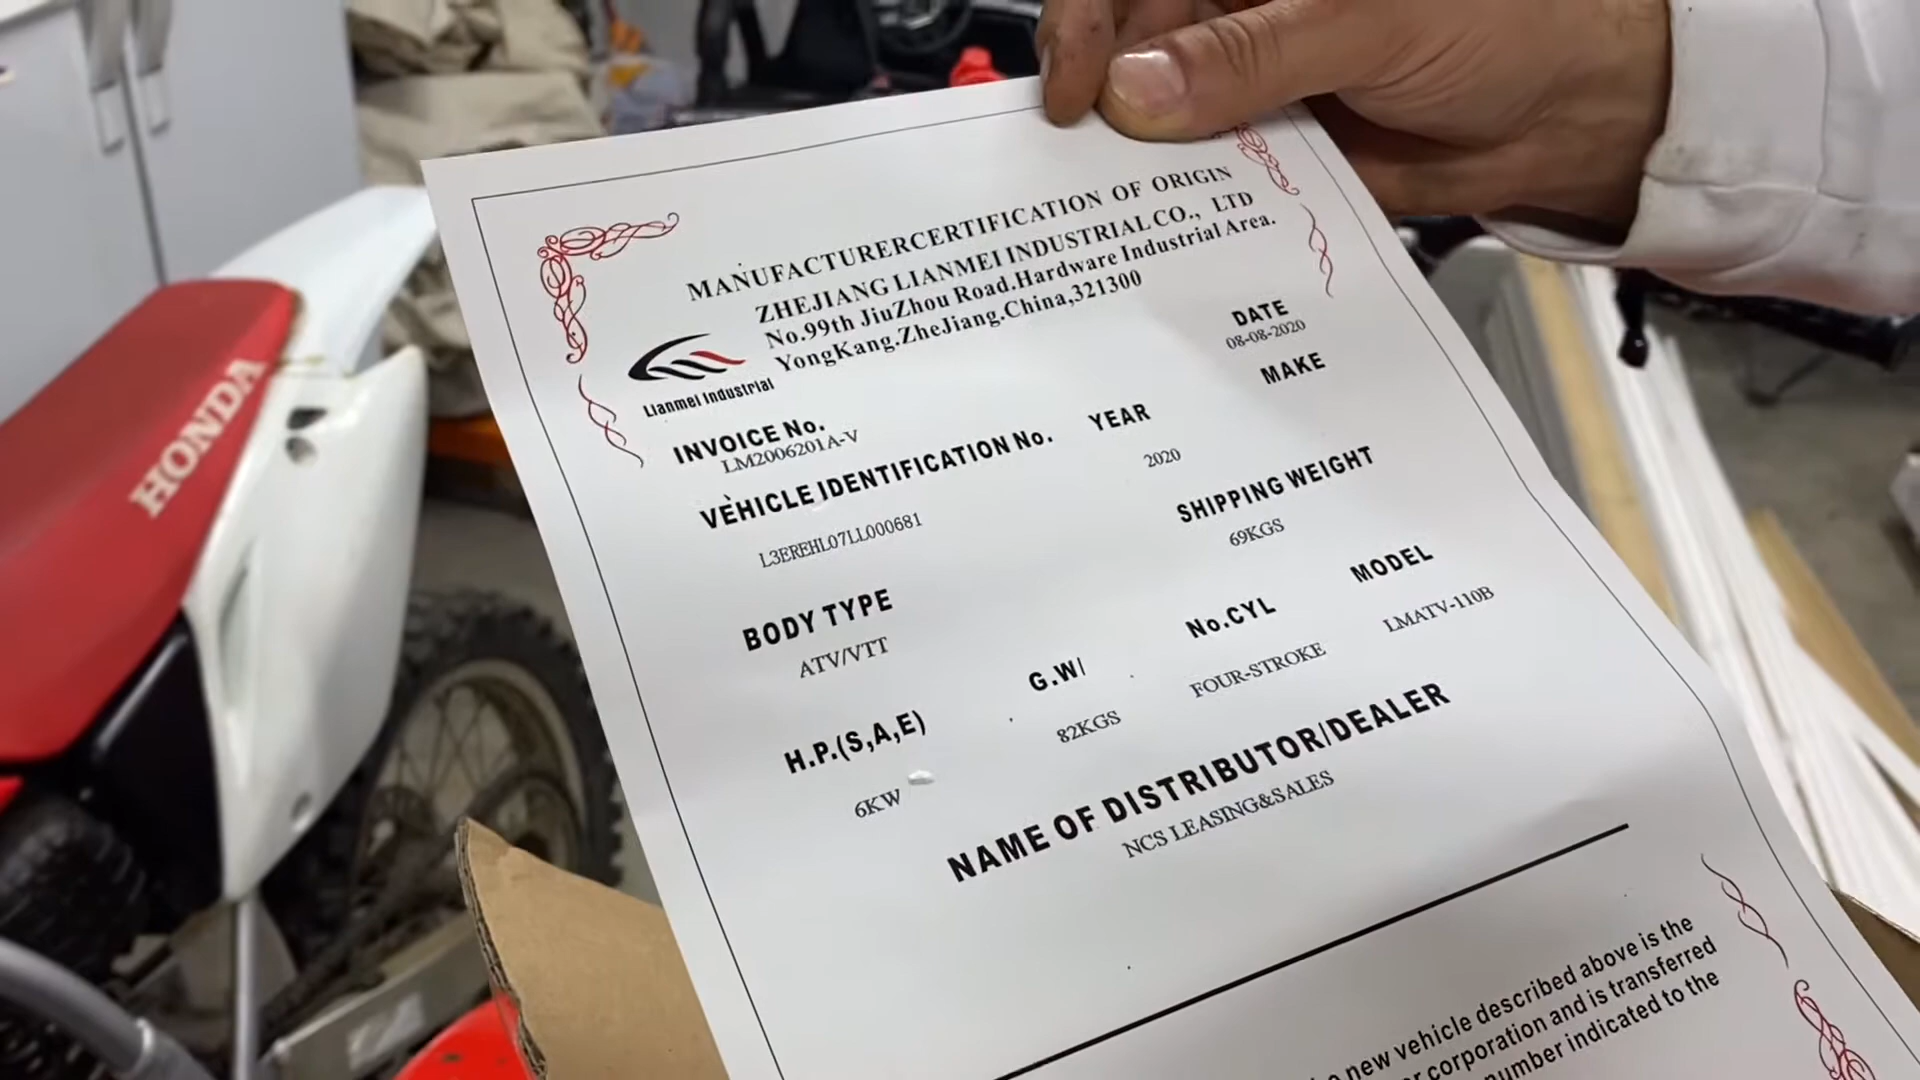 HONDA
MANUFACTURERCERTIFICATION OF ORIGIN
ZHEJIANG LIANMEI INDUSTRIAL CO., LTD
No.99th JiuZhou Road.Hardware Industrial Area.
YongKang.ZheJiang.China,321300
Lianmei Industrial
DATE
08-08-2020
INVOICE No.
LM2006201A-V
MAKE
VEHICLE IDENTIFICATION No.
L3EREHL07LL000681
YEAR
2020
SHIPPING WEIGHT
69KGS
BODY TYPE
ATV/VTT
No.CYL
FOUR-STROKE
MODEL
LMATV-110B
H.P.(S,A,E)
6KW
G.W/
82KGS
NAME OF DISTRIBUTOR/DEALER
NCS LEASING&SALES
new vehicle described above is the
corporation and is transferred
number indicated to the